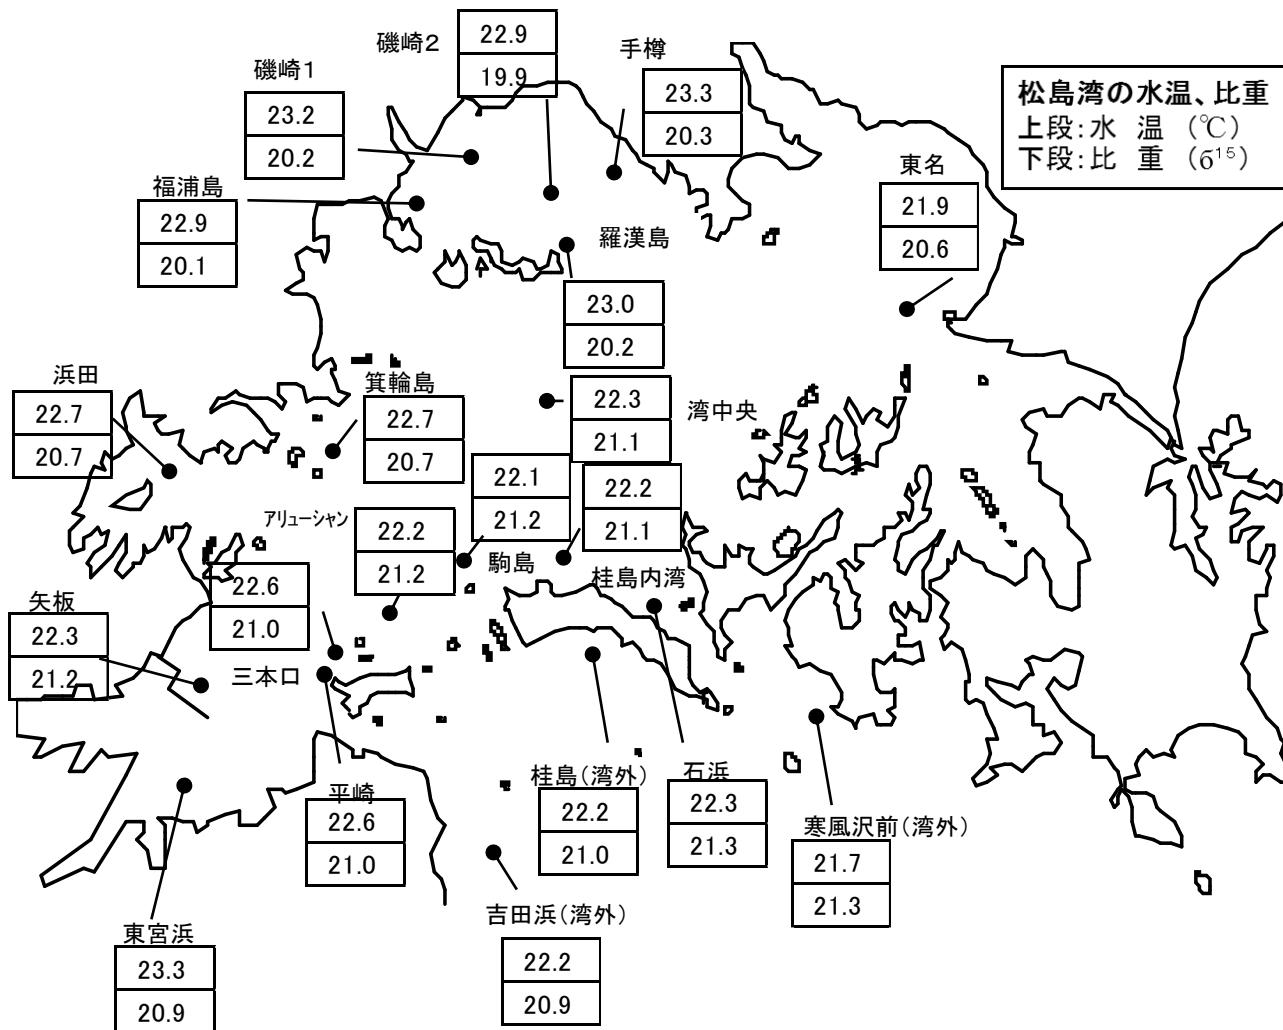 磯崎2
22.9
19.9
手樽
23.3
20.3
磯崎1
23.2
20.2
松島湾の水温、比重
上段:水 温 (℃)
下段:比 重 (б¹⁵)
福浦島
22.9
20.1
東名
21.9
20.6
羅漢島
23.0
20.2
浜田
22.7
20.7
箕輪島
22.7
20.7
22.3
21.1
湾中央
22.1
21.2
駒島
22.2
21.1
桂島内湾
アリューシャン
22.2
21.2
22.6
21.0
三本口
矢板
22.3
21.2
平崎
22.6
21.0
桂島(湾外)
22.2
21.0
石浜
22.3
21.3
寒風沢前(湾外)
21.7
21.3
吉田浜(湾外)
22.2
20.9
東宮浜
23.3
20.9